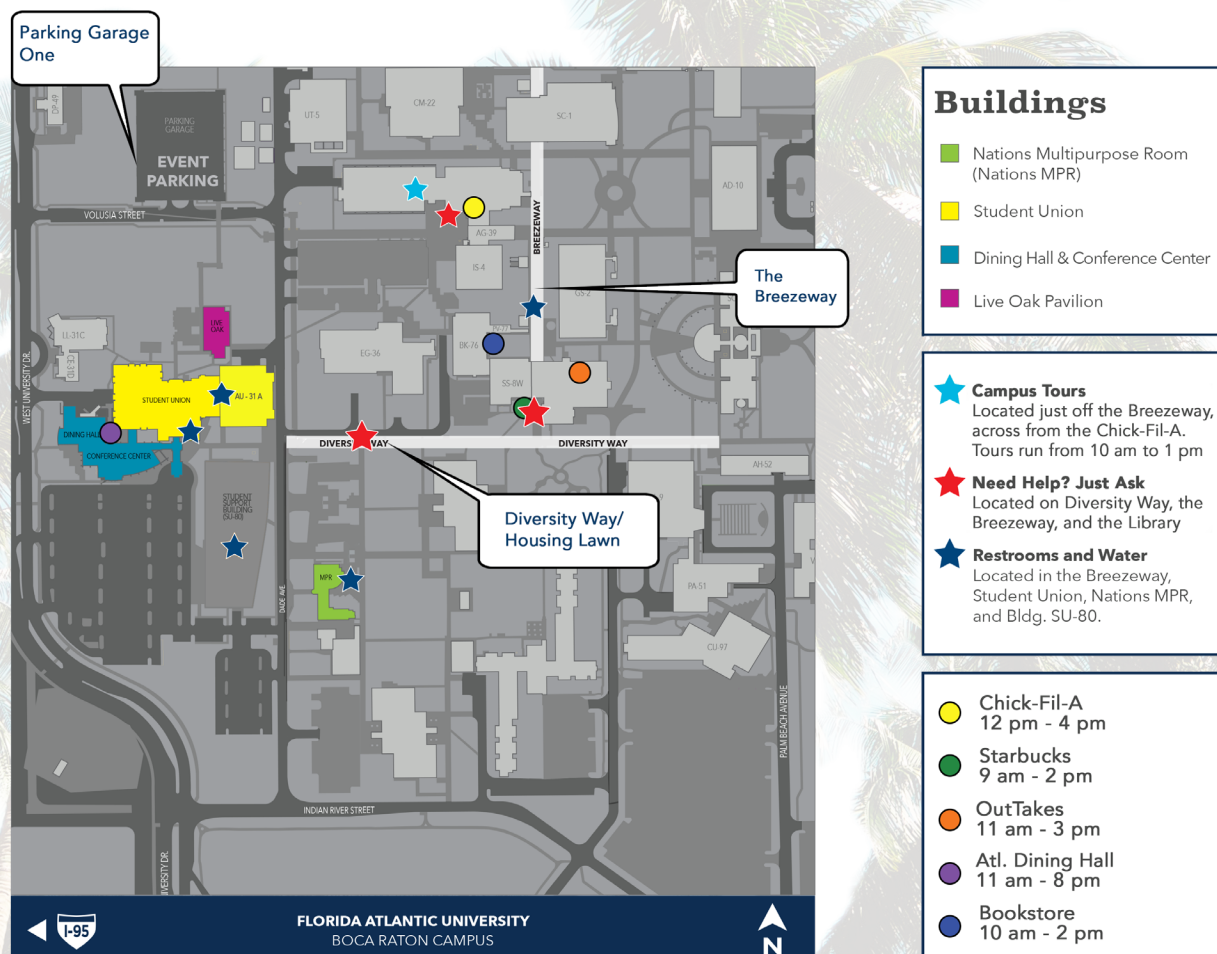 Parking Garage
One
DP-49
PARKING
GARAGE
EVENT
PARKING
UT-5
CM-22
SC-1
AD-10
VOLUSIA STREET
BREEZEWAY
AG-39
IS-4
GS-2
The
Breezeway
LL-31C
CE-31D
LIVE
OAK
EG-36
BK-76
SS-8W
WEST UNIVERSITY DR.
STUDENT UNION
AU - 31 A
DINING HALL
CONFERENCE CENTER
DIVERSITY WAY
DIVERSITY WAY
AH-52
STUDENT
SUPPORT
BUILDING
(SU-80)
Diversity Way/
Housing Lawn
MPR
DADE AVE.
PA-51
CU-97
PALM BEACH AVENUE
INDIAN RIVER STREET
I-95
FLORIDA ATLANTIC UNIVERSITY
BOCA RATON CAMPUS
N
Buildings
Nations Multipurpose Room
(Nations MPR)
Student Union
Dining Hall & Conference Center
Live Oak Pavilion
Campus Tours
Located just off the Breezeway,
across from the Chick-Fil-A.
Tours run from 10 am to 1 pm
Need Help? Just Ask
Located on Diversity Way, the
Breezeway, and the Library
Restrooms and Water
Located in the Breezeway,
Student Union, Nations MPR,
and Bldg. SU-80.
Chick-Fil-A
12 pm - 4 pm
Starbucks
9 am - 2 pm
OutTakes
11 am - 3 pm
Atl. Dining Hall
11 am - 8 pm
Bookstore
10 am - 2 pm